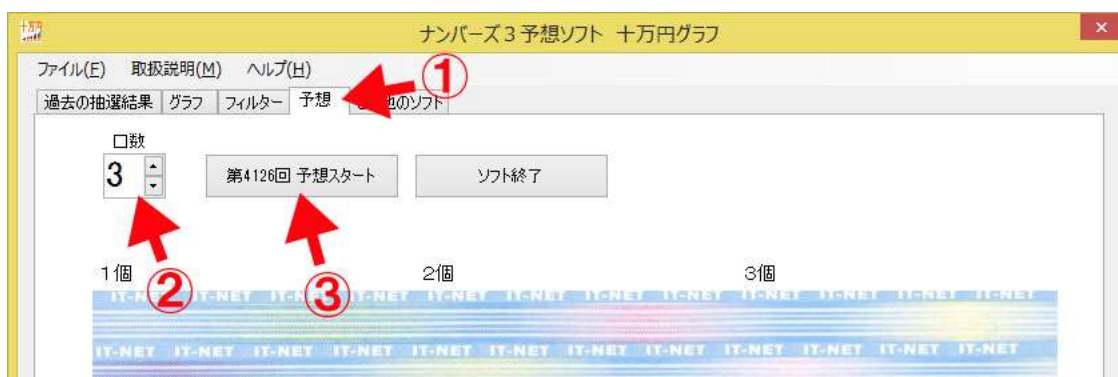 ナンバーズ3予想ソフト 十万円グラフ
ファイル(F) 取扱説明(M) ヘルプ(H)
①
過去の抽選結果 グラフ フィルター 予想 他のソフト
口数
3 第4126回 予想スタート ソフト終了
② ③
1個 2個 3個
IT-NET IT-NET IT-NET IT-NET IT-NET IT-NET IT-NET IT-NET IT-NET IT-NET IT-NET
IT-NET IT-NET IT-NET IT-NET IT-NET IT-NET IT-NET IT-NET IT-NET IT-NET IT-NET IT-NET